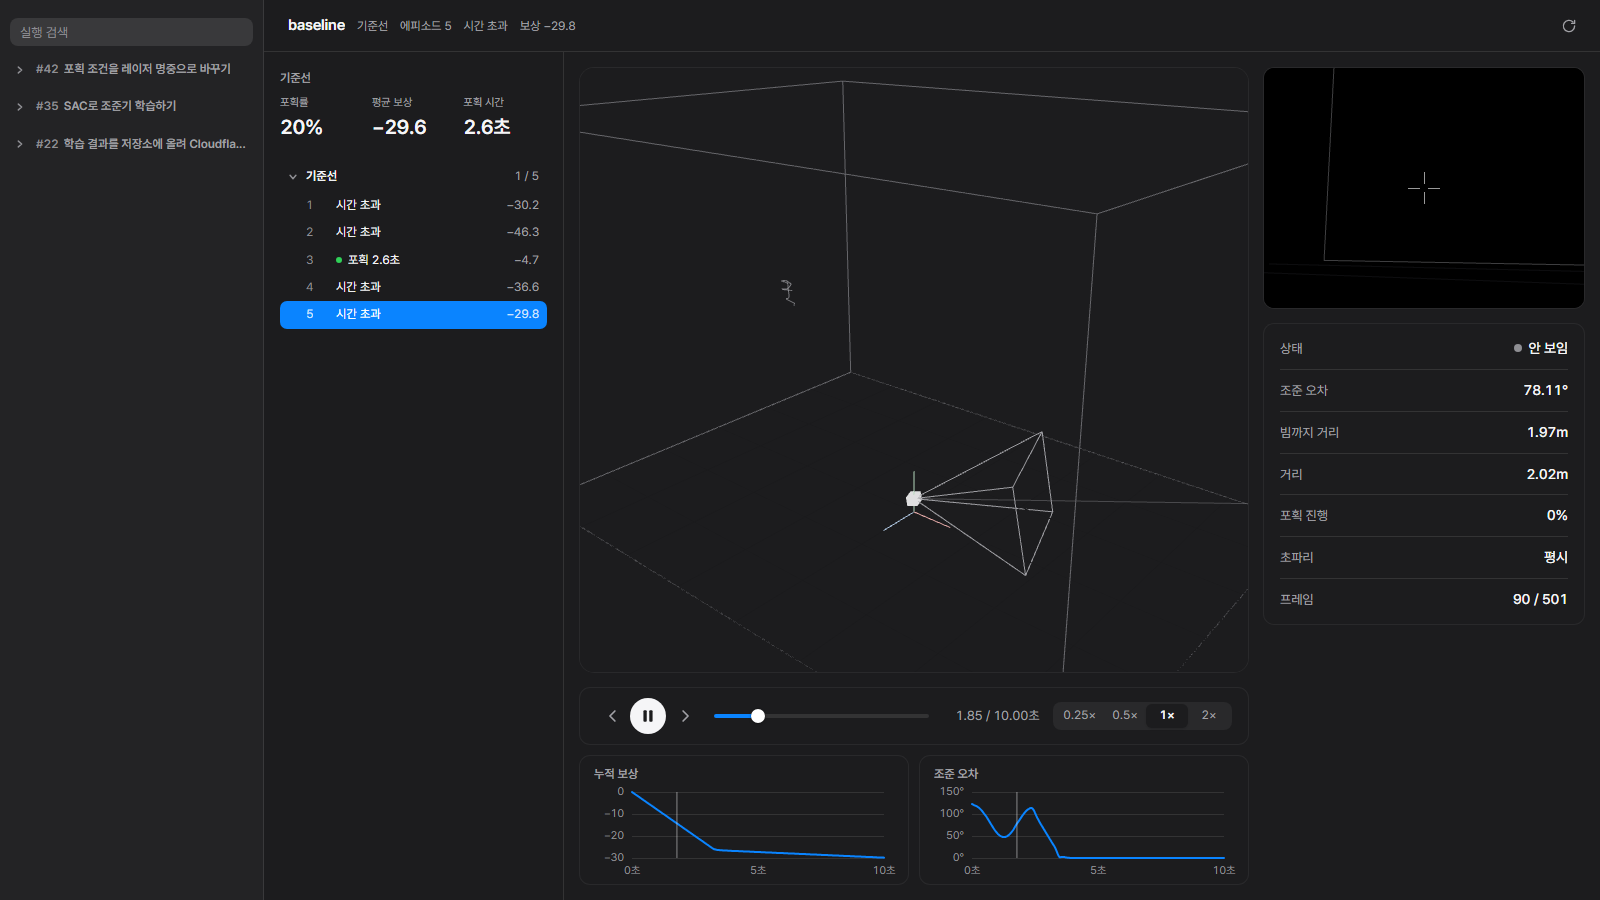 실행 검색
#42 포획 조건을 레이저 명중으로 바꾸기
#35 SAC로 조준기 학습하기
#22 학습 결과를 저장소에 올려 Cloudfla...
baseline 기준선 에피소드 5 시간 초과 보상 −29.8
기준선
포획률 평균 보상 포획 시간
20% −29.6 2.6초
기준선 1 / 5
1 시간 초과 −30.2
2 시간 초과 −46.3
3 포획 2.6초 −4.7
4 시간 초과 −36.6
5 시간 초과 −29.8
1.85 / 10.00초 0.25× 0.5× 1× 2×
누적 보상
0
−10
−20
−30
0초 5초 10초
조준 오차
150°
100°
50°
0°
0초 5초 10초
상태 안 보임
조준 오차 78.11°
빔까지 거리 1.97m
거리 2.02m
포획 진행 0%
초파리 평시
프레임 90 / 501